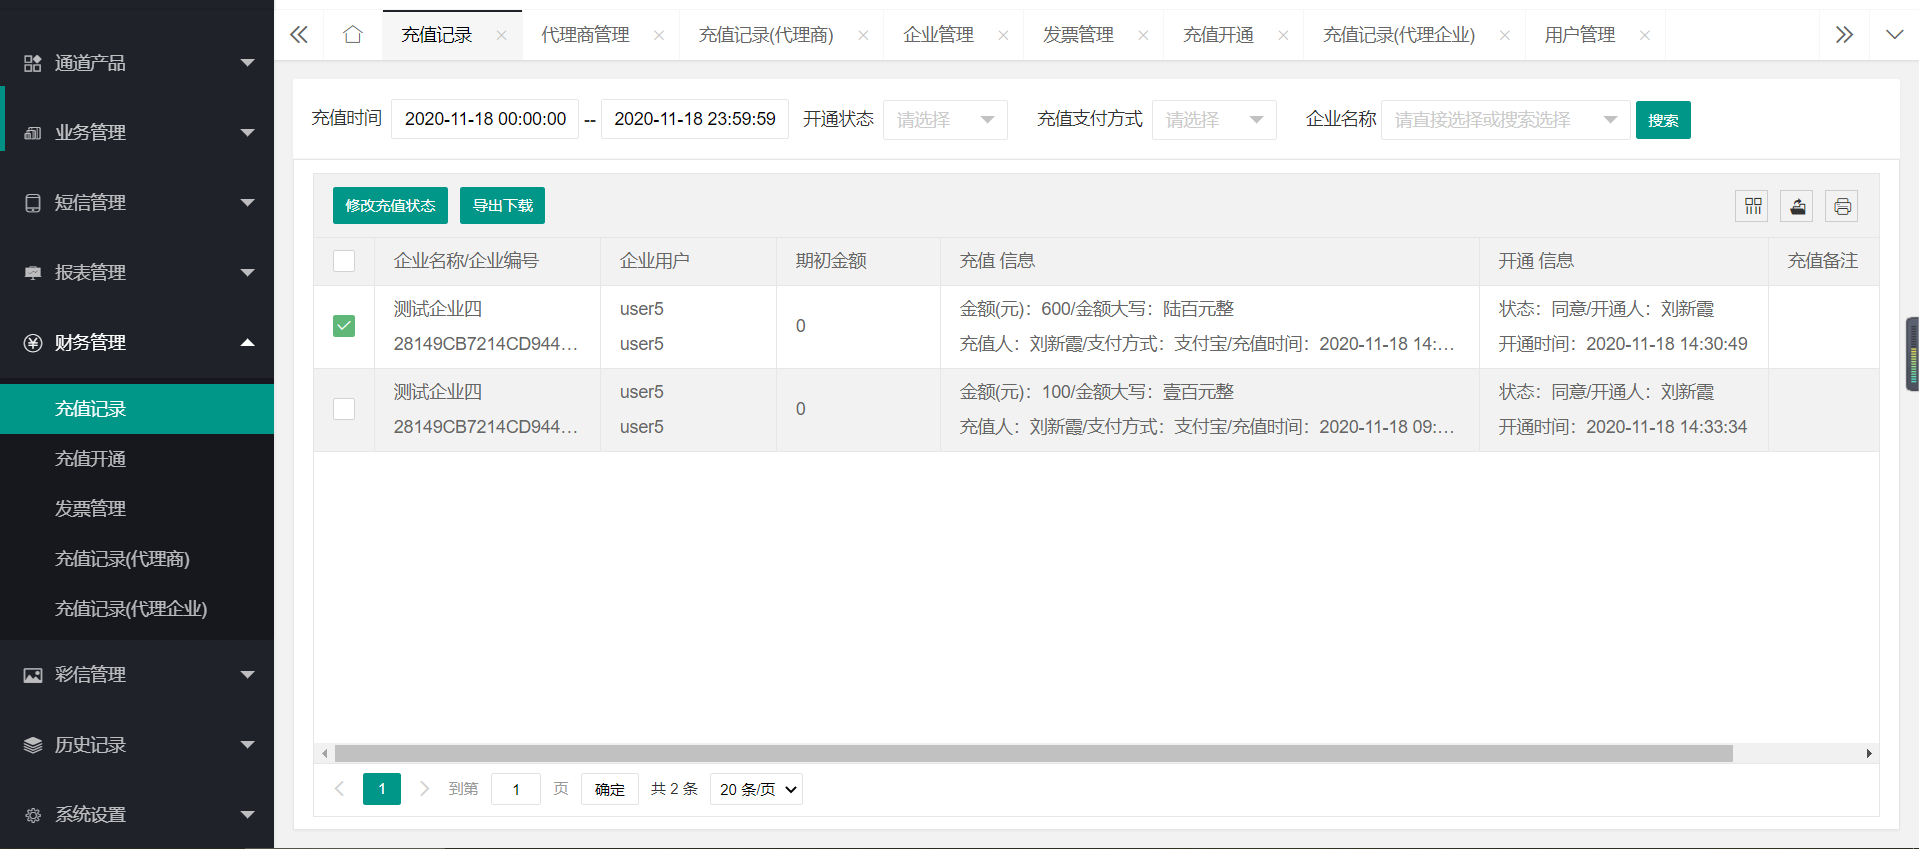 通道产品
业务管理
短信管理
报表管理
财务管理
充值记录
充值开通
发票管理
充值记录(代理商)
充值记录(代理企业)
彩信管理
历史记录
系统设置
充值记录 代理商管理 充值记录(代理商) 企业管理 发票管理 充值开通 充值记录(代理企业) 用户管理
充值时间 2020-11-18 00:00:00 -- 2020-11-18 23:59:59 开通状态 请选择 充值支付方式 请选择 企业名称 请直接选择或搜索选择 搜索
修改充值状态 导出下载
企业名称/企业编号 企业用户 期初金额 充值 信息 开通 信息 充值备注
测试企业四 user5 金额(元)：600/金额大写：陆百元整 状态：同意/开通人：刘新霞
0
28149CB7214CD944... user5 充值人：刘新霞/支付方式：支付宝/充值时间：2020-11-18 14:... 开通时间：2020-11-18 14:30:49
测试企业四 user5 金额(元)：100/金额大写：壹百元整 状态：同意/开通人：刘新霞
0
28149CB7214CD944... user5 充值人：刘新霞/支付方式：支付宝/充值时间：2020-11-18 09:... 开通时间：2020-11-18 14:33:34
1 到第 1 页 确定 共 2 条 20 条/页